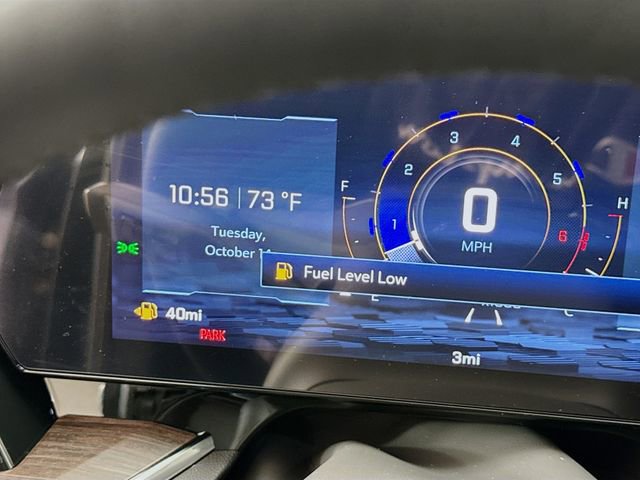 10:56 | 73 °F
Tuesday,
October
Fuel Level Low
40mi
PARK
F
E
1
2
3
4
5
6
0
MPH
H
C
3mi